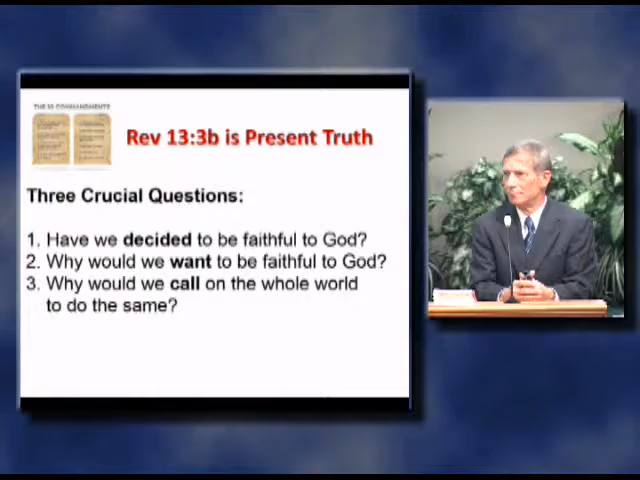 THE 10 COMMANDMENTS
Rev 13:3b is Present Truth
Three Crucial Questions:
1. Have we decided to be faithful to God?
2. Why would we want to be faithful to God?
3. Why would we call on the whole world
to do the same?